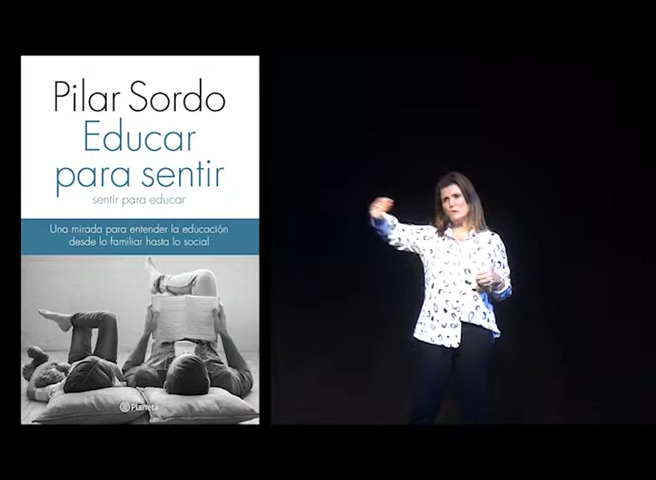 Pilar Sordo
Educar
para sentir
sentir para educar
Una mirada para entender la educación
desde lo familiar hasta lo social
Planeta